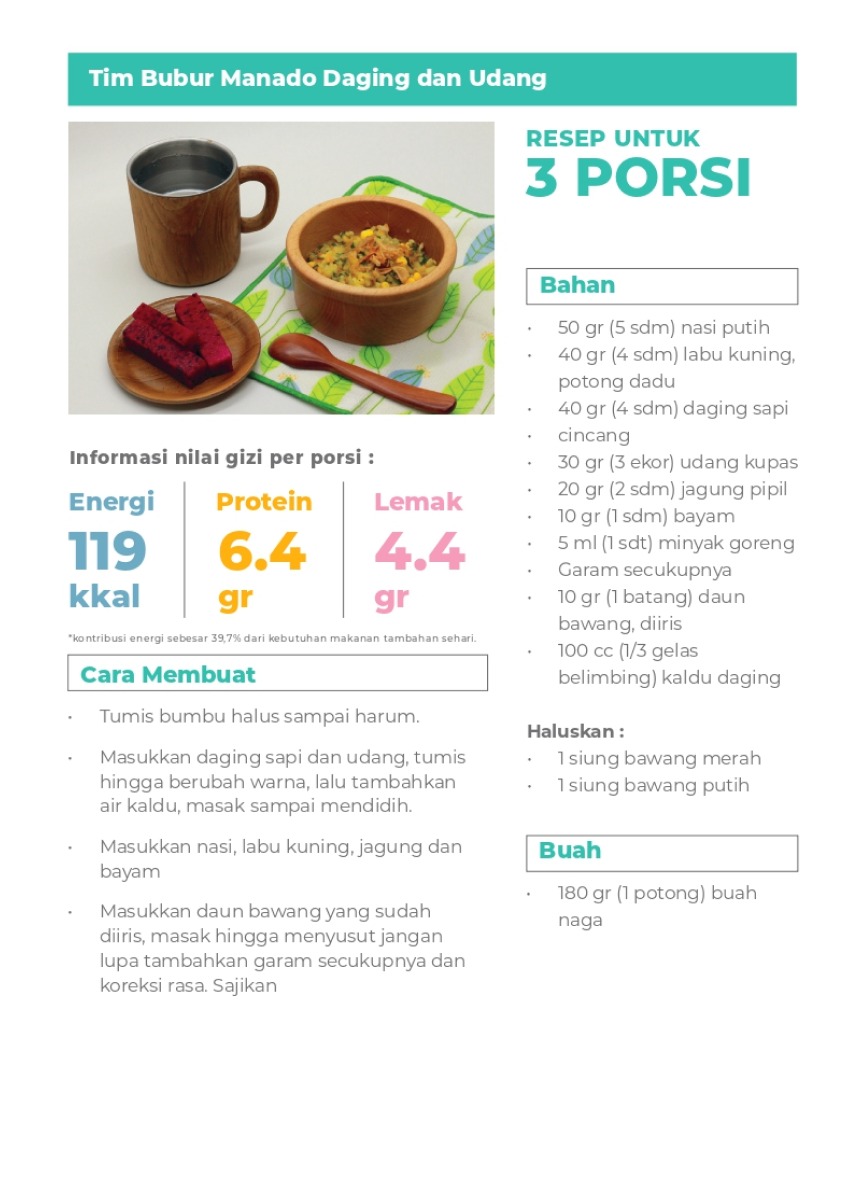 Tim Bubur Manado Daging dan Udang
RESEP UNTUK
3 PORSI
Informasi nilai gizi per porsi :
Energi
119
kkal
Protein
6.4
gr
Lemak
4.4
gr
*kontribusi energi sebesar 39,7% dari kebutuhan makanan tambahan sehari.
Cara Membuat
• Tumis bumbu halus sampai harum.
• Masukkan daging sapi dan udang, tumis
hingga berubah warna, lalu tambahkan
air kaldu, masak sampai mendidih.
• Masukkan nasi, labu kuning, jagung dan
bayam
• Masukkan daun bawang yang sudah
diiris, masak hingga menyusut jangan
lupa tambahkan garam secukupnya dan
koreksi rasa. Sajikan
Bahan
• 50 gr (5 sdm) nasi putih
• 40 gr (4 sdm) labu kuning,
potong dadu
• 40 gr (4 sdm) daging sapi
• cincang
• 30 gr (3 ekor) udang kupas
• 20 gr (2 sdm) jagung pipil
• 10 gr (1 sdm) bayam
• 5 ml (1 sdt) minyak goreng
• Garam secukupnya
• 10 gr (1 batang) daun
bawang, diiris
• 100 cc (1/3 gelas
belimbing) kaldu daging
Haluskan :
• 1 siung bawang merah
• 1 siung bawang putih
Buah
• 180 gr (1 potong) buah
naga